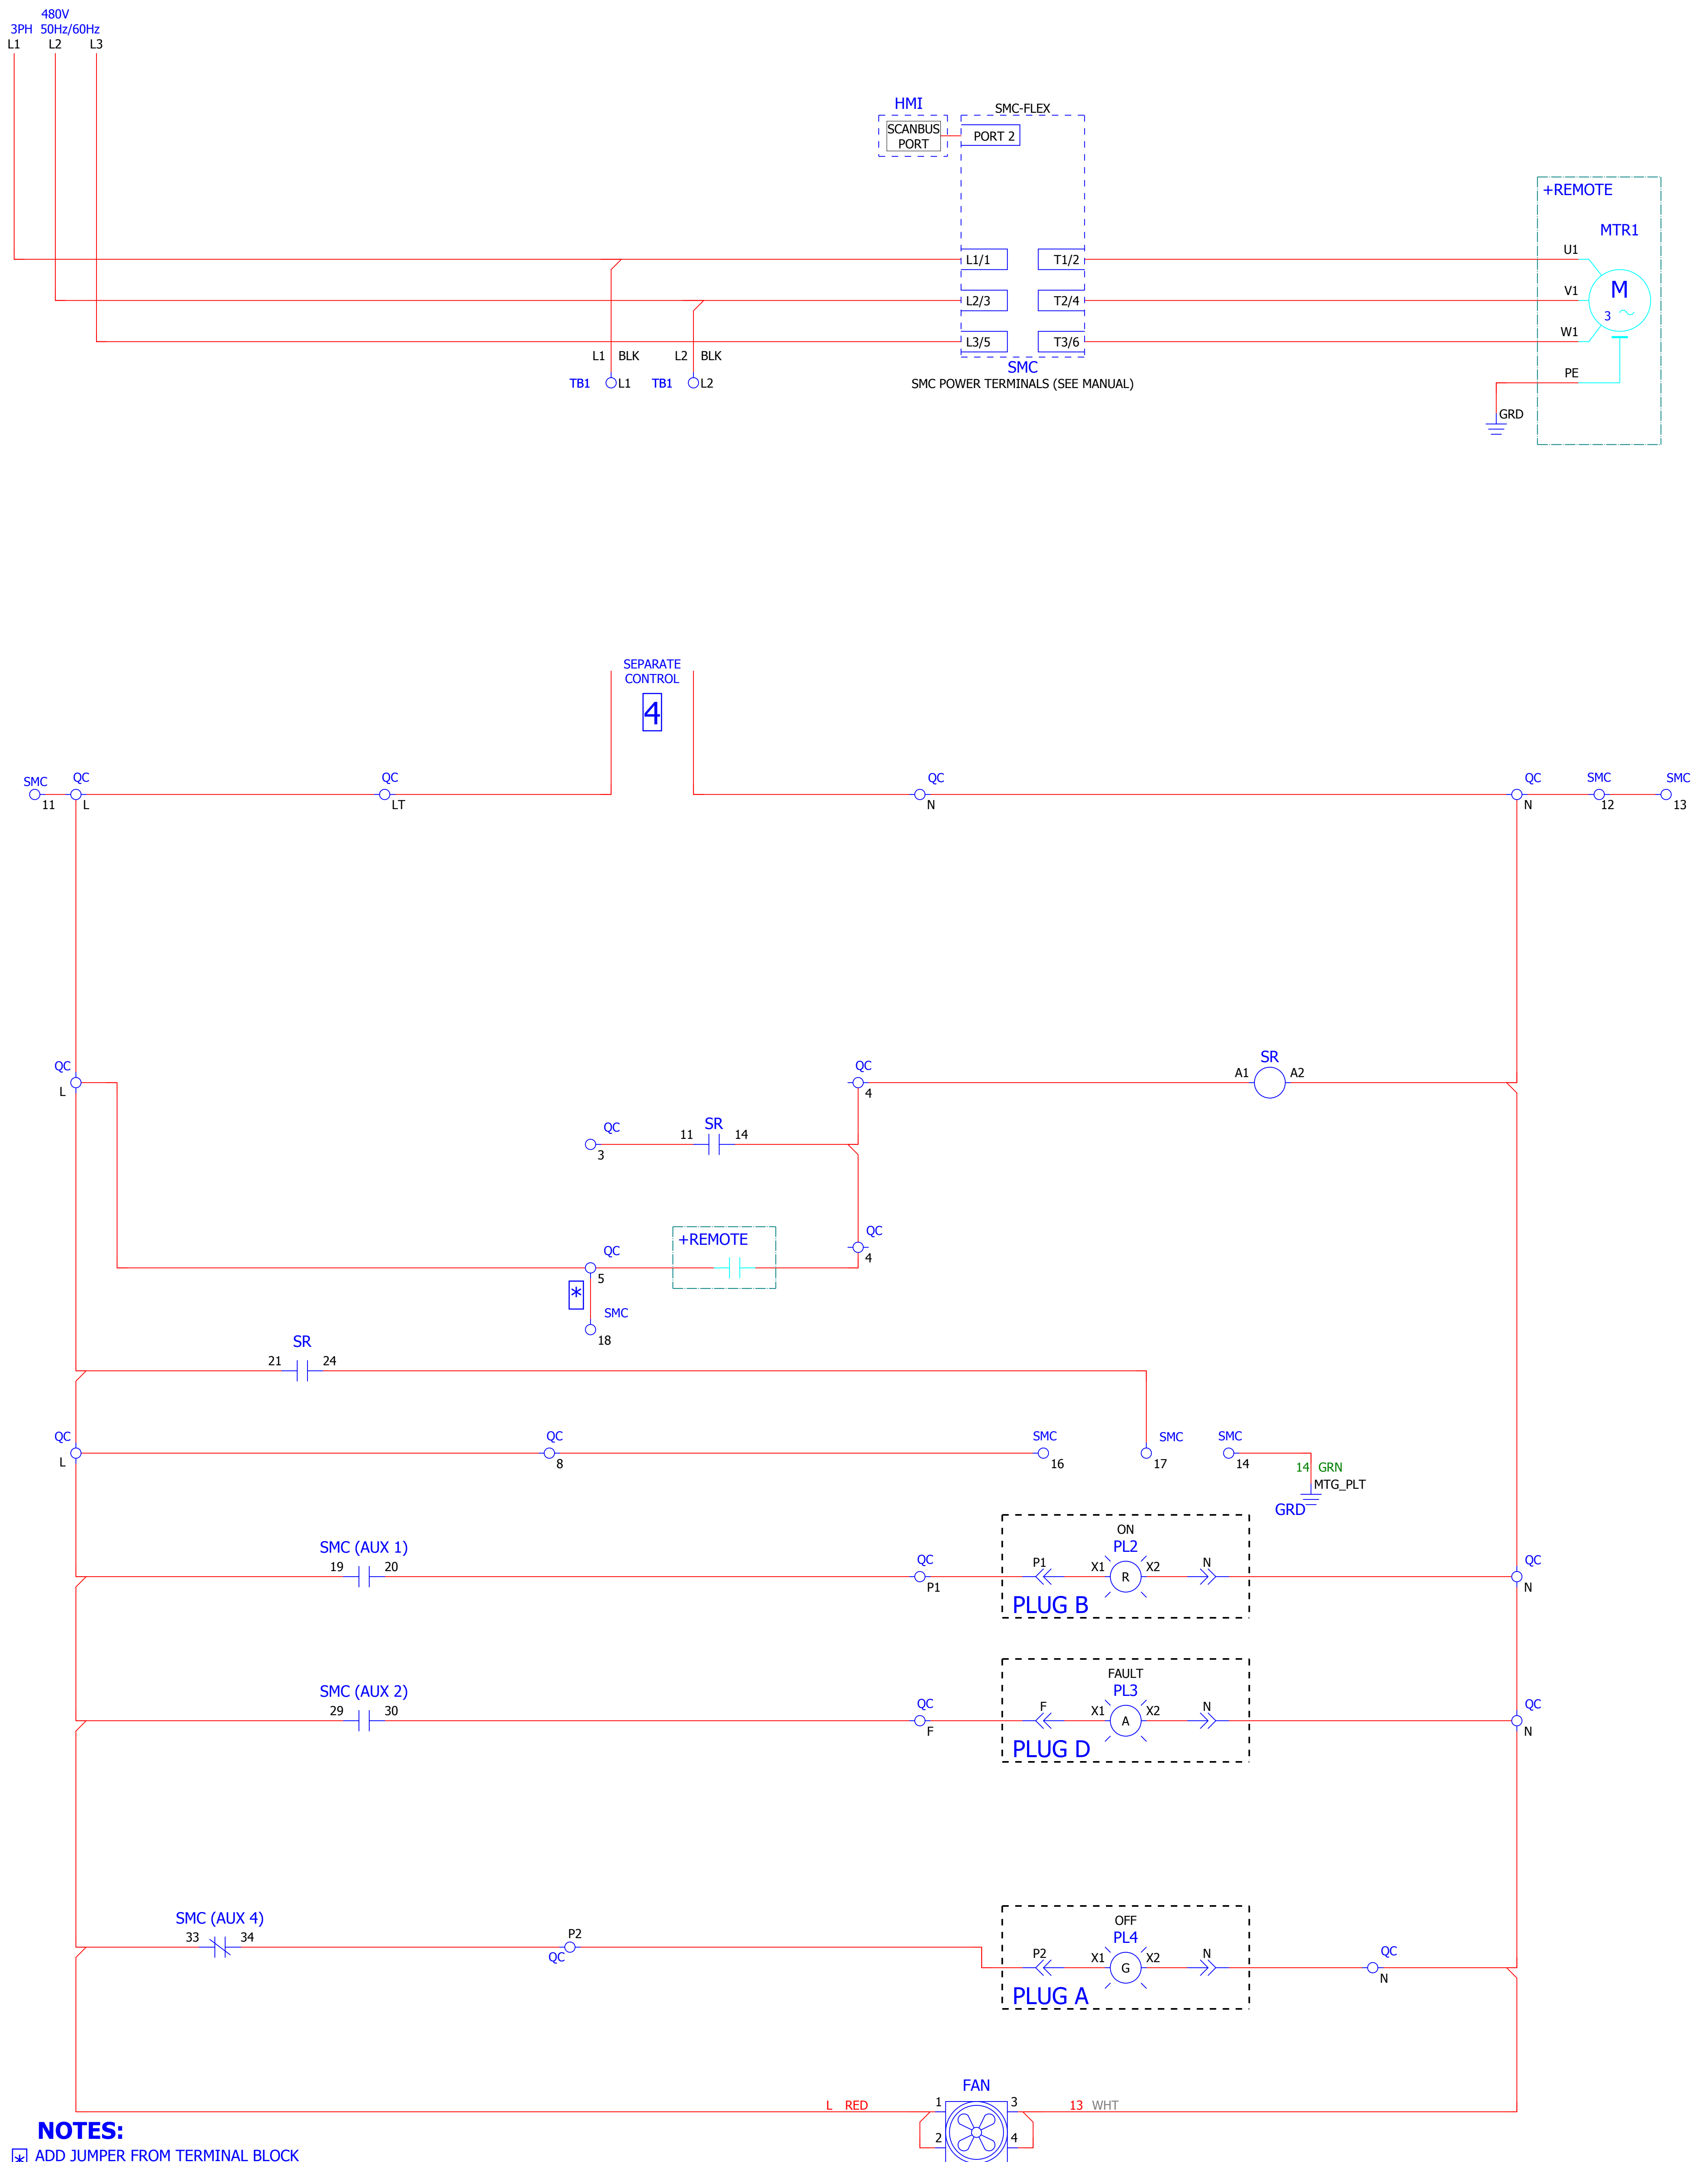 480V
3PH 50Hz/60Hz
L1 L2 L3
HMI
SMC-FLEX
SCANBUS
PORT
PORT 2
+REMOTE
MTR1
U1
L1/1 T1/2
V1
M
3
L2/3 T2/4
W1
L3/5 T3/6
L1 BLK L2 BLK
SMC
PE
TB1 L1 TB1 L2
SMC POWER TERMINALS (SEE MANUAL)
GRD
SEPARATE
CONTROL
4
SMC QC QC QC QC SMC SMC
11 L LT N N 12 13
SR
QC QC
A1 A2
L 4
SR
QC 11 14
3
QC
+REMOTE
QC
4
5
*
SMC
18
SR
21 24
QC QC SMC SMC SMC
L 8 16 17 14
14 GRN
MTG_PLT
GRD
ON
SMC (AUX 1) PL2
19 20 QC P1 X1 X2 N QC
R
P1 N
PLUG B
FAULT
SMC (AUX 2) PL3
29 30 QC F X1 X2 N QC
A
F N
PLUG D
SMC (AUX 4) OFF
33 34 P2 PL4
QC P2 X1 X2 N QC
G
N
PLUG A
FAN
L RED 1 3 13 WHT
2 4
NOTES:
* ADD JUMPER FROM TERMINAL BLOCK